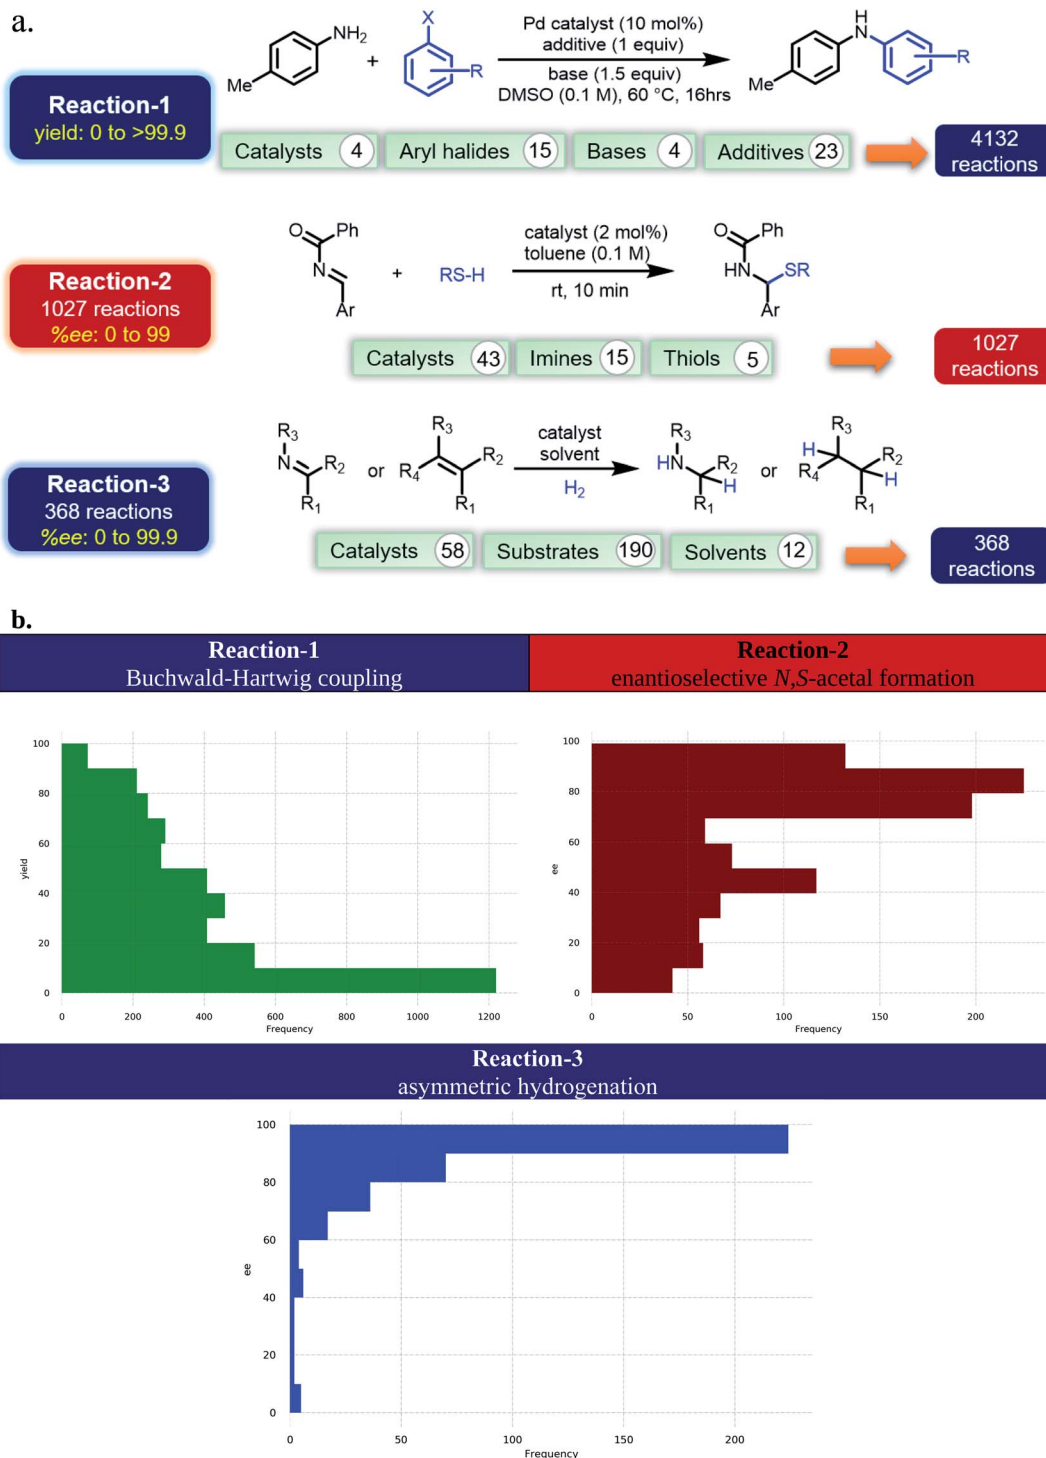 a.
Reaction-1
yield: 0 to >99.9
NH2
Me
+
X
R
Pd catalyst (10 mol%)
additive (1 equiv)
base (1.5 equiv)
DMSO (0.1 M), 60 °C, 16hrs
H
N
Me
R
Catalysts 4
Aryl halides 15
Bases 4
Additives 23
4132
reactions
Reaction-2
1027 reactions
%ee: 0 to 99
O
Ph
N
Ar
+
RS-H
catalyst (2 mol%)
toluene (0.1 M)
rt, 10 min
O
Ph
HN
SR
Ar
Catalysts 43
Imines 15
Thiols 5
1027
reactions
Reaction-3
368 reactions
%ee: 0 to 99.9
R3
N
R2
R1
or
R3
R4
R2
R1
catalyst
solvent
H2
R3
HN
R2
H
R1
or
R3
H
R4
R2
H
R1
Catalysts 58
Substrates 190
Solvents 12
368
reactions
b.
Reaction-1
Buchwald-Hartwig coupling
Reaction-2
enantioselective N,S-acetal formation
100
80
60
40
20
0
yield
0 200 400 600 800 1000 1200
Frequency
100
80
60
40
20
0
ee
0 50 100 150 200
Frequency
Reaction-3
asymmetric hydrogenation
100
80
60
40
20
0
ee
0 50 100 150 200
Frequency